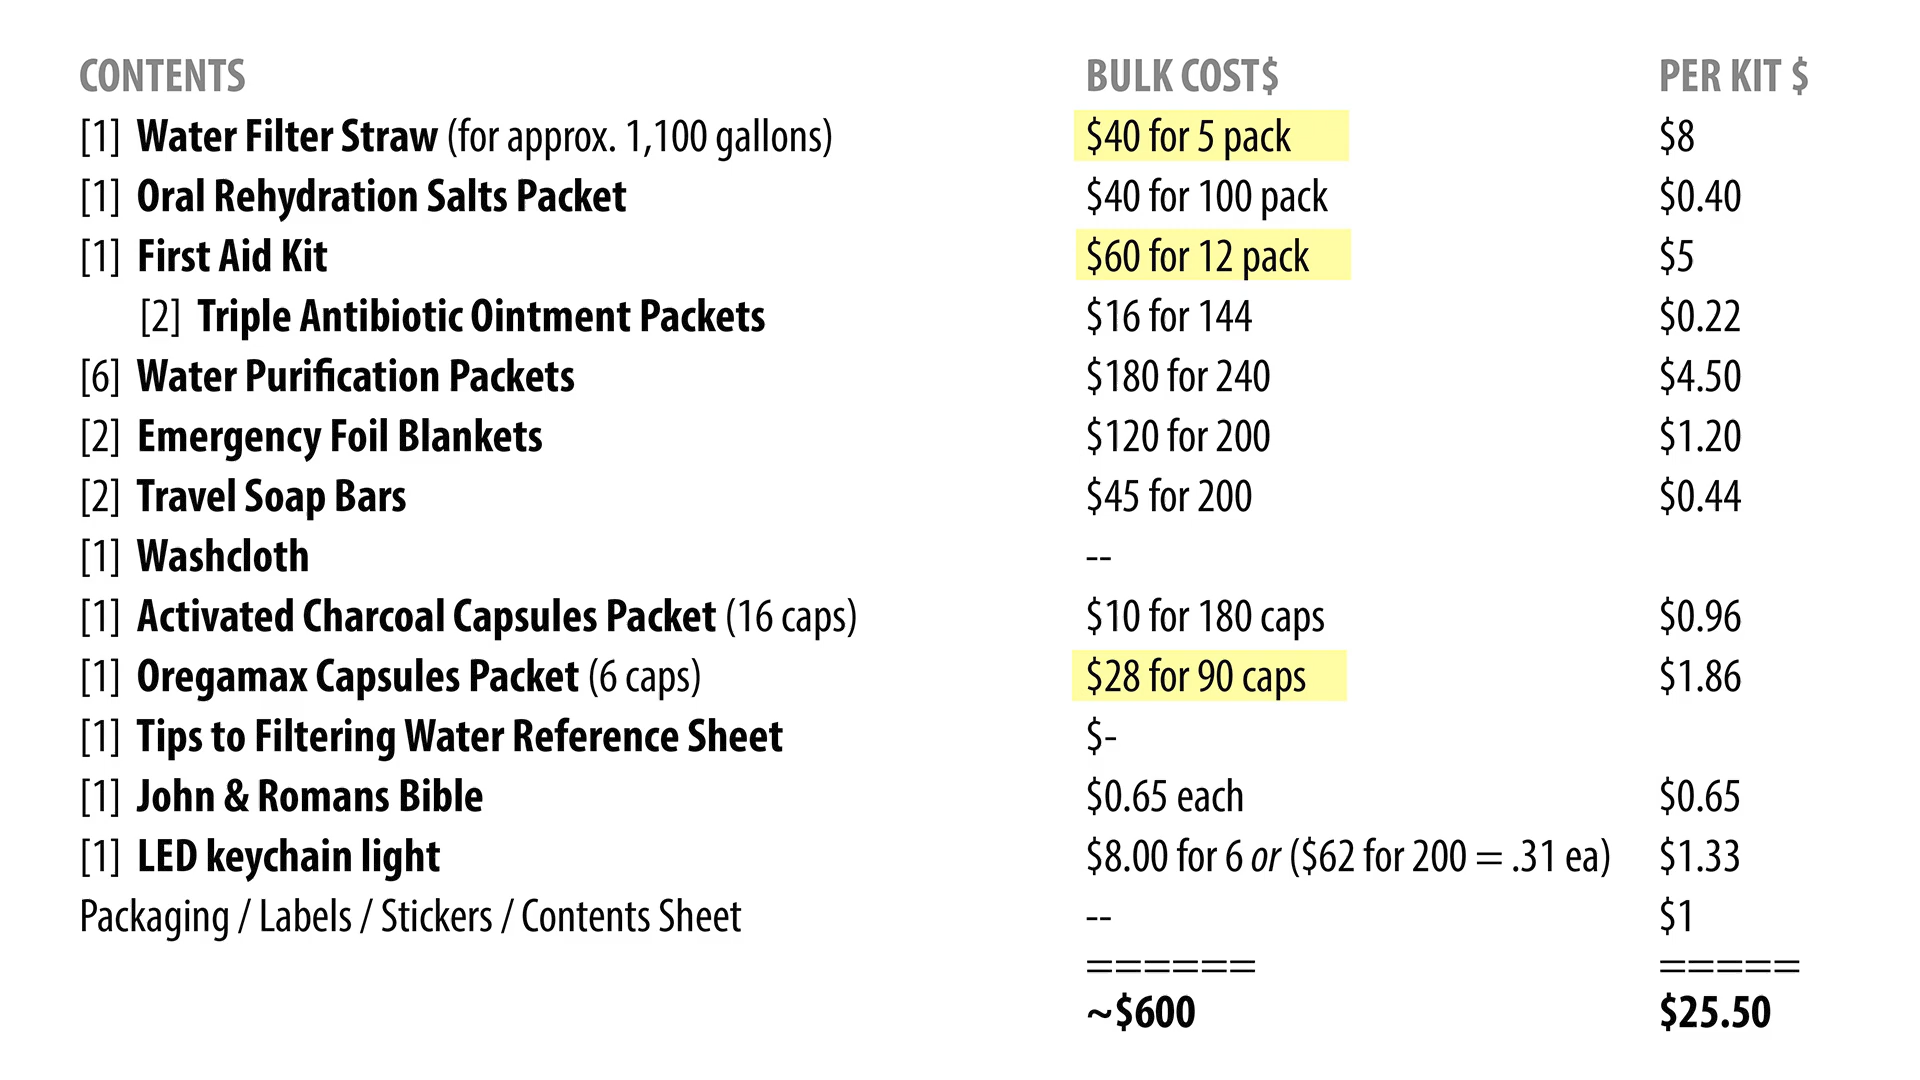 CONTENTS BULK COST$ PER KIT $
[1] Water Filter Straw (for approx. 1,100 gallons) $40 for 5 pack $8
[1] Oral Rehydration Salts Packet $40 for 100 pack $0.40
[1] First Aid Kit $60 for 12 pack $5
[2] Triple Antibiotic Ointment Packets $16 for 144 $0.22
[6] Water Purification Packets $180 for 240 $4.50
[2] Emergency Foil Blankets $120 for 200 $1.20
[2] Travel Soap Bars $45 for 200 $0.44
[1] Washcloth --
[1] Activated Charcoal Capsules Packet (16 caps) $10 for 180 caps $0.96
[1] Oregamax Capsules Packet (6 caps) $28 for 90 caps $1.86
[1] Tips to Filtering Water Reference Sheet $-
[1] John & Romans Bible $0.65 each $0.65
[1] LED keychain light $8.00 for 6 or ($62 for 200 = .31 ea) $1.33
Packaging / Labels / Stickers / Contents Sheet -- $1
====== =====
~$600 $25.50